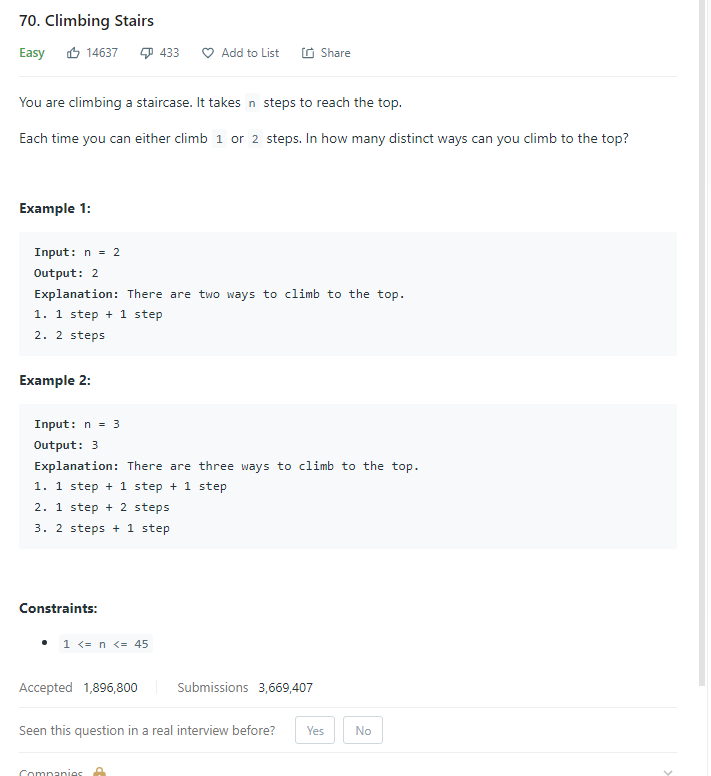 70. Climbing Stairs
Easy 14637 433 Add to List Share
You are climbing a staircase. It takes n steps to reach the top.
Each time you can either climb 1 or 2 steps. In how many distinct ways can you climb to the top?
Example 1:
Input: n = 2
Output: 2
Explanation: There are two ways to climb to the top.
1. 1 step + 1 step
2. 2 steps
Example 2:
Input: n = 3
Output: 3
Explanation: There are three ways to climb to the top.
1. 1 step + 1 step + 1 step
2. 1 step + 2 steps
3. 2 steps + 1 step
Constraints:
• 1 <= n <= 45
Accepted 1,896,800 Submissions 3,669,407
Seen this question in a real interview before? Yes No
Companies